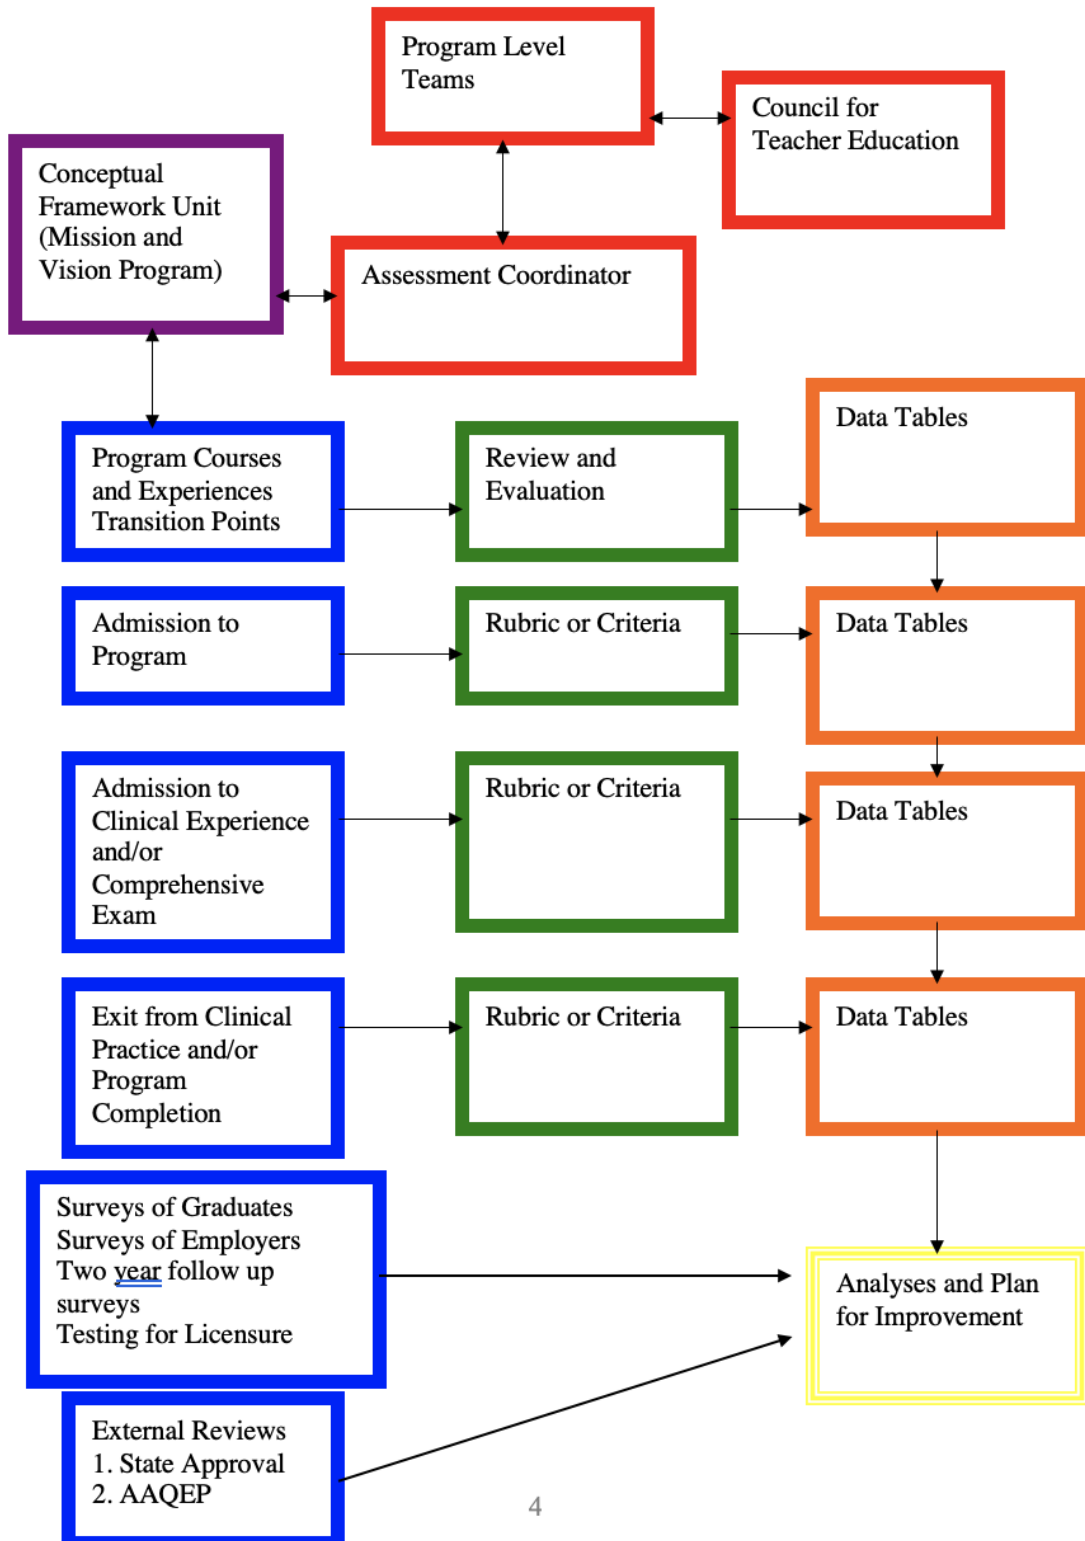 Program Level
Teams
Council for
Teacher Education
Conceptual
Framework Unit
(Mission and
Vision Program)
Assessment Coordinator
Program Courses
and Experiences
Transition Points
Review and
Evaluation
Data Tables
Admission to
Program
Rubric or Criteria
Data Tables
Admission to
Clinical Experience
and/or
Comprehensive
Exam
Rubric or Criteria
Data Tables
Exit from Clinical
Practice and/or
Program
Completion
Rubric or Criteria
Data Tables
Surveys of Graduates
Surveys of Employers
Two year follow up
surveys
Testing for Licensure
Analyses and Plan
for Improvement
External Reviews
1. State Approval
2. AAQEP
4